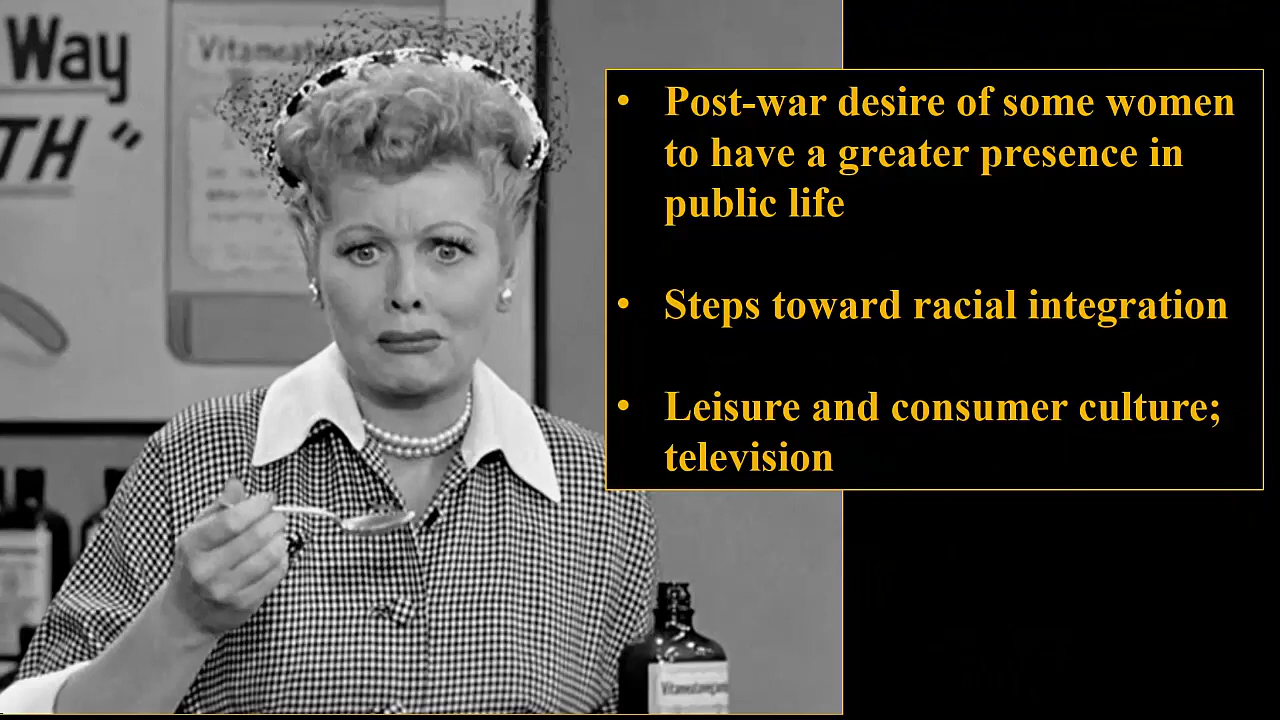 Way
TH"
• Post-war desire of some women
to have a greater presence in
public life
• Steps toward racial integration
• Leisure and consumer culture;
television